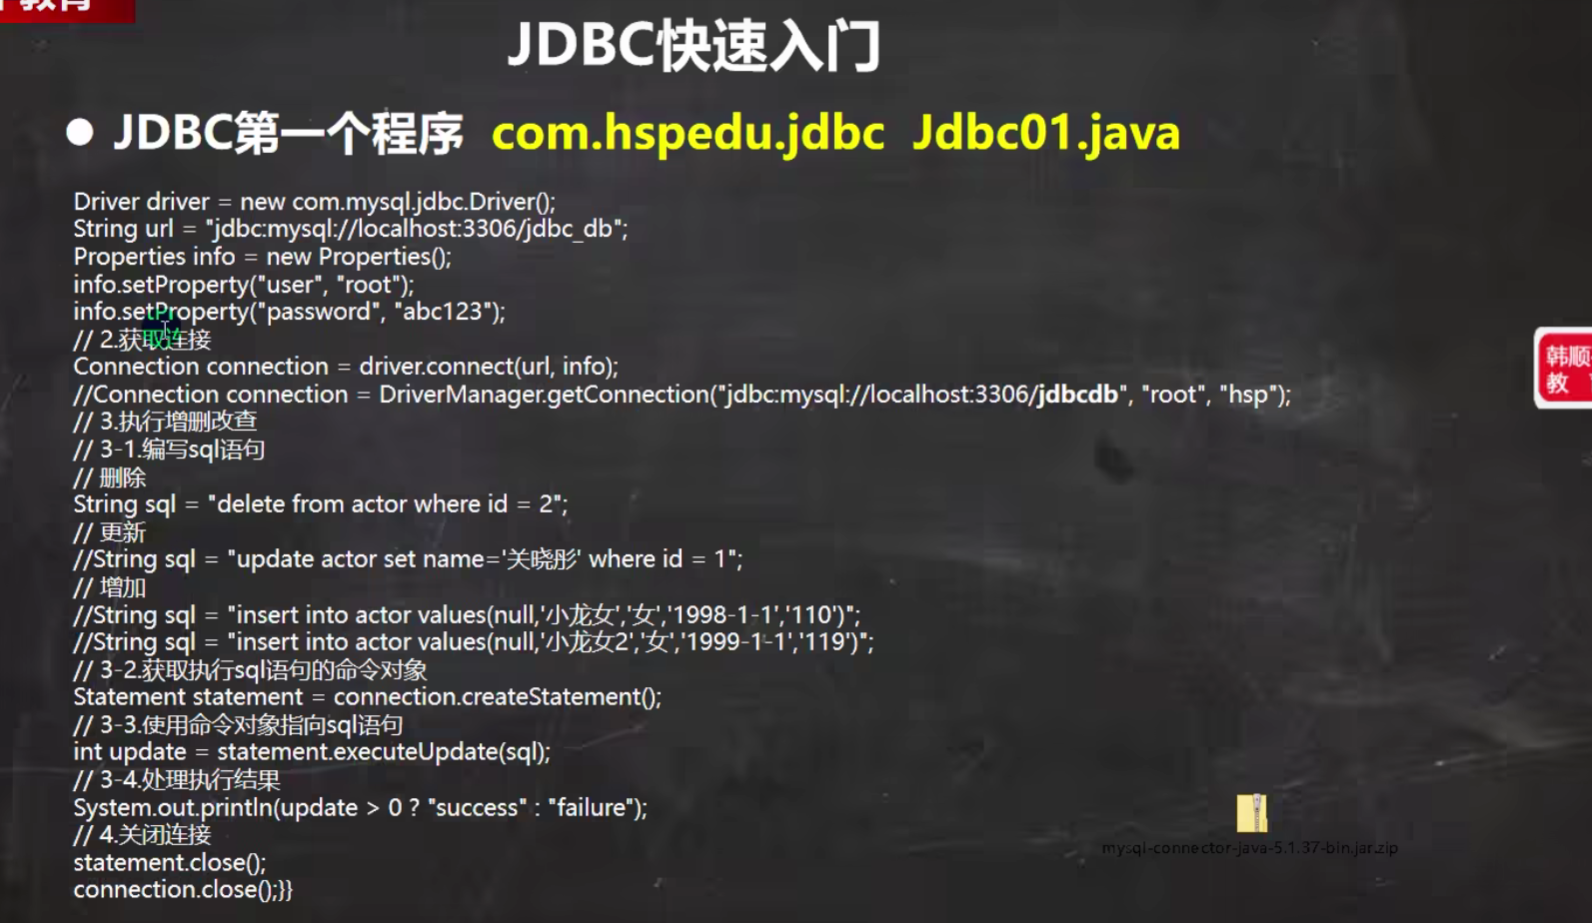 教育
JDBC快速入门
● JDBC第一个程序 com.hspedu.jdbc Jdbc01.java
Driver driver = new com.mysql.jdbc.Driver();
String url = "jdbc:mysql://localhost:3306/jdbc_db";
Properties info = new Properties();
info.setProperty("user", "root");
info.setProperty("password", "abc123");
// 2.获取连接
Connection connection = driver.connect(url, info);
//Connection connection = DriverManager.getConnection("jdbc:mysql://localhost:3306/jdbcdb", "root", "hsp");
// 3.执行增删改查
// 3-1.编写sql语句
// 删除
String sql = "delete from actor where id = 2";
// 更新
//String sql = "update actor set name='关晓彤' where id = 1";
// 增加
//String sql = "insert into actor values(null,'小龙女','女','1998-1-1','110')";
//String sql = "insert into actor values(null,'小龙女2','女','1999-1-1','119')";
// 3-2.获取执行sql语句的命令对象
Statement statement = connection.createStatement();
// 3-3.使用命令对象指向sql语句
int update = statement.executeUpdate(sql);
// 3-4.处理执行结果
System.out.println(update > 0 ? "success" : "failure");
// 4.关闭连接
statement.close();
connection.close();}}
韩顺
教
mysql-connector-java-5.1.37-bin.jar.zip